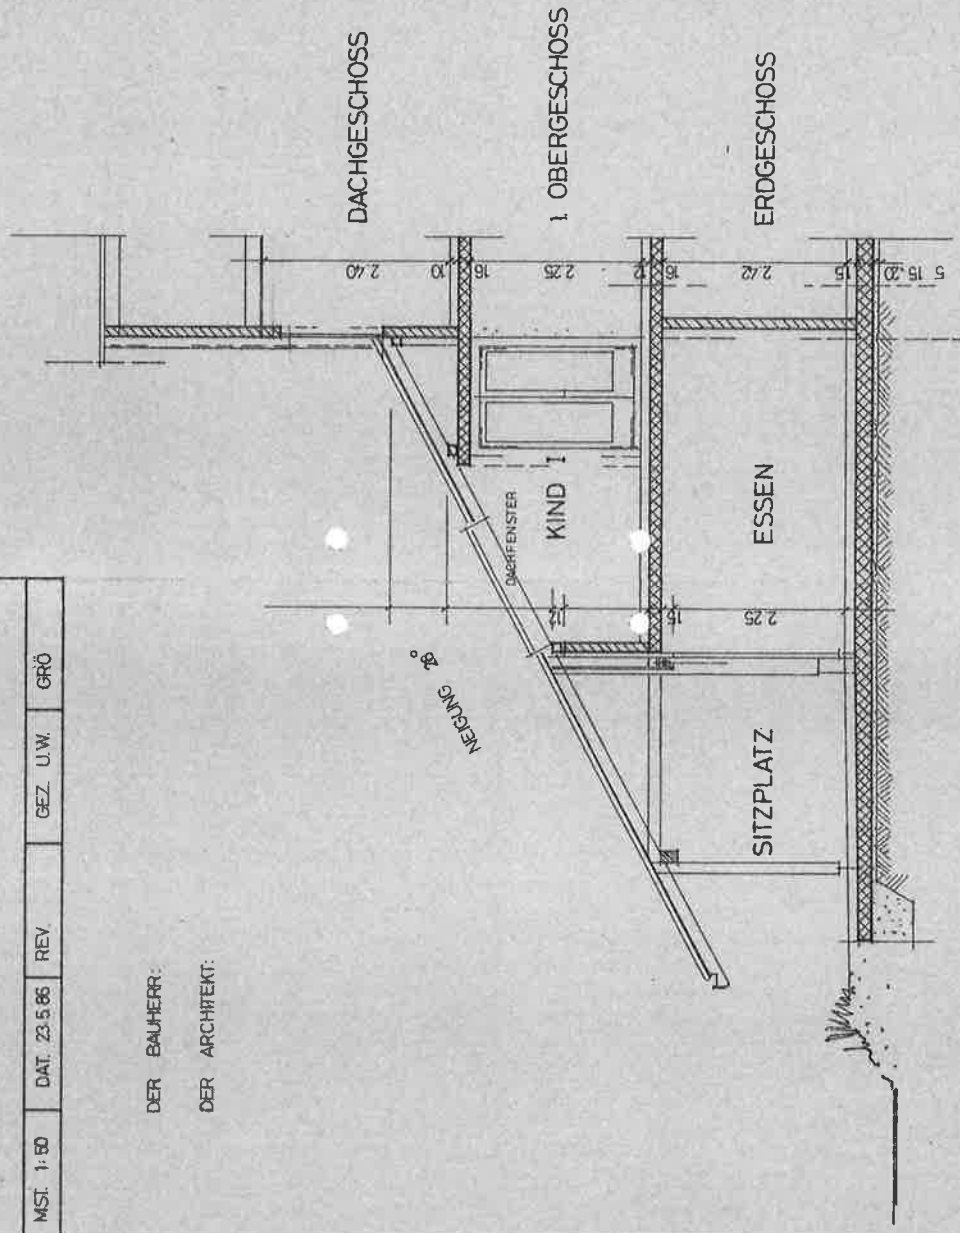 MST. 1:50 DAT. 23.5.86 REV. GEZ. U.W. GRÖ
DER BAUHERR:
DER ARCHITEKT:
DACHGESCHOSS
1. OBERGESCHOSS
ERDGESCHOSS
2.40
10
16
2.25
12
16
2.42
15
5 15 20
NEIGUNG 28°
DACHFENSTER
KIND I
12
15
2.25
ESSEN
SITZPLATZ